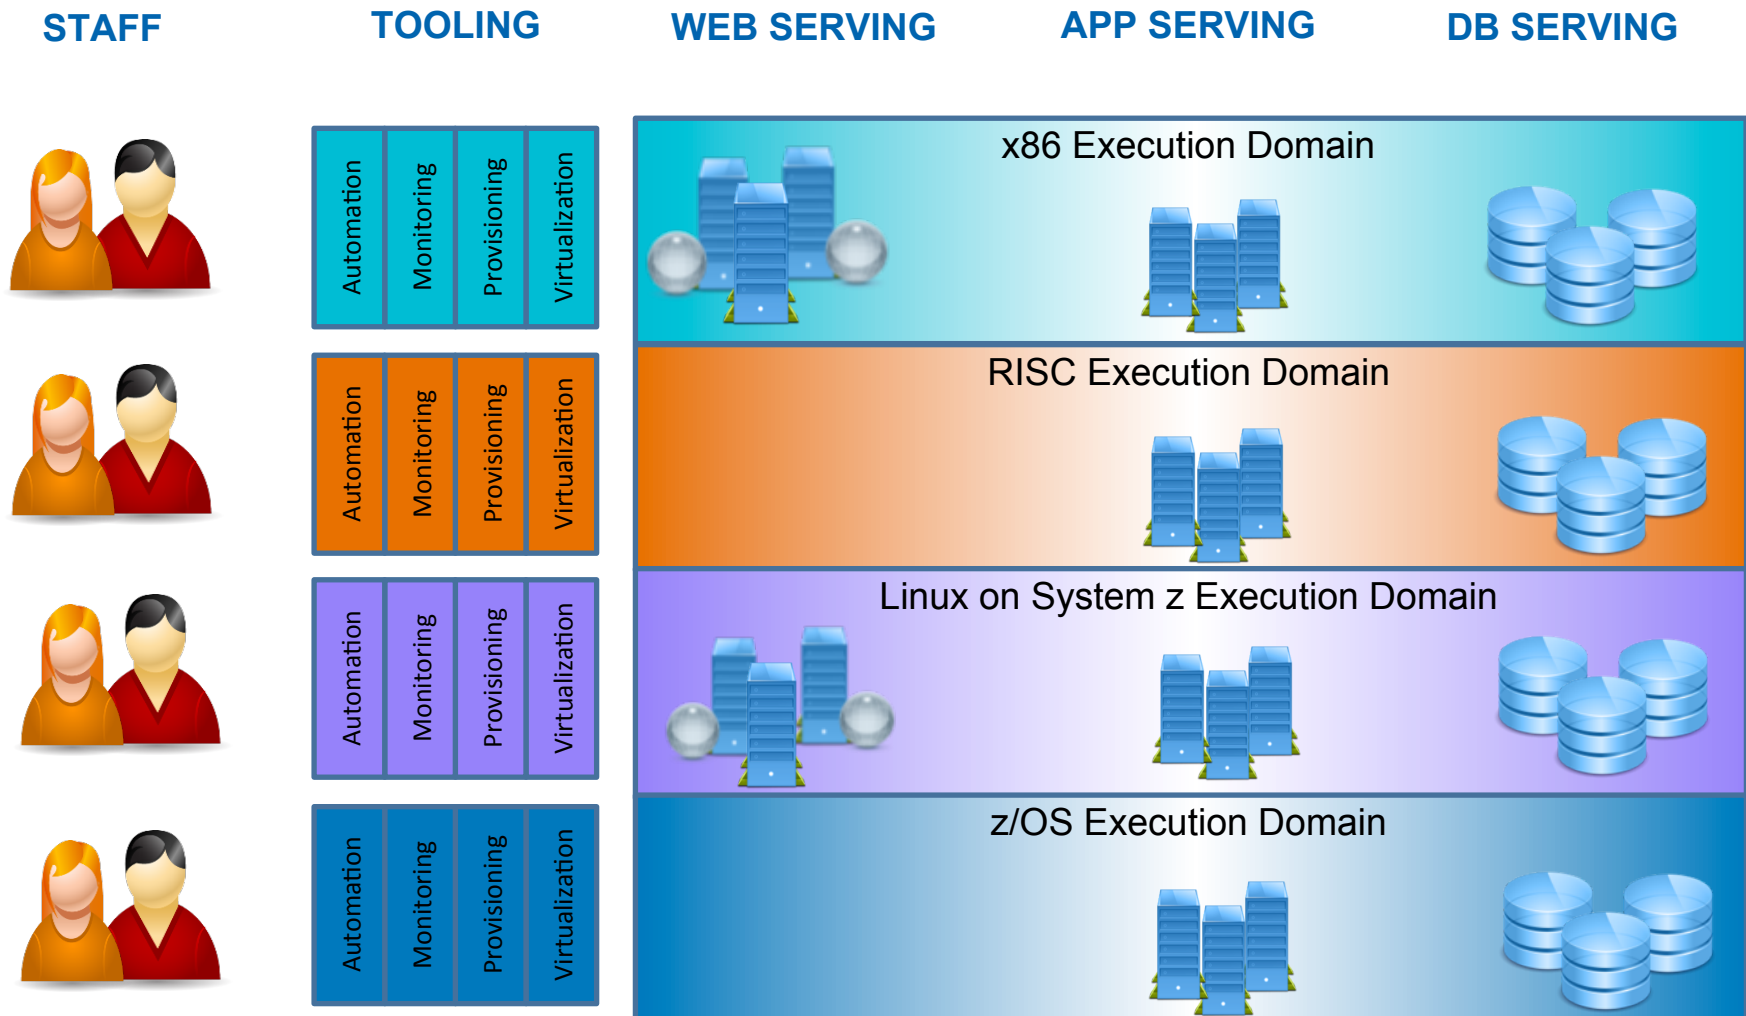 STAFF
TOOLING
WEB SERVING
APP SERVING
DB SERVING
Automation
Monitoring
Provisioning
Virtualization
x86 Execution Domain
Automation
Monitoring
Provisioning
Virtualization
RISC Execution Domain
Automation
Monitoring
Provisioning
Virtualization
Linux on System z Execution Domain
Automation
Monitoring
Provisioning
Virtualization
z/OS Execution Domain